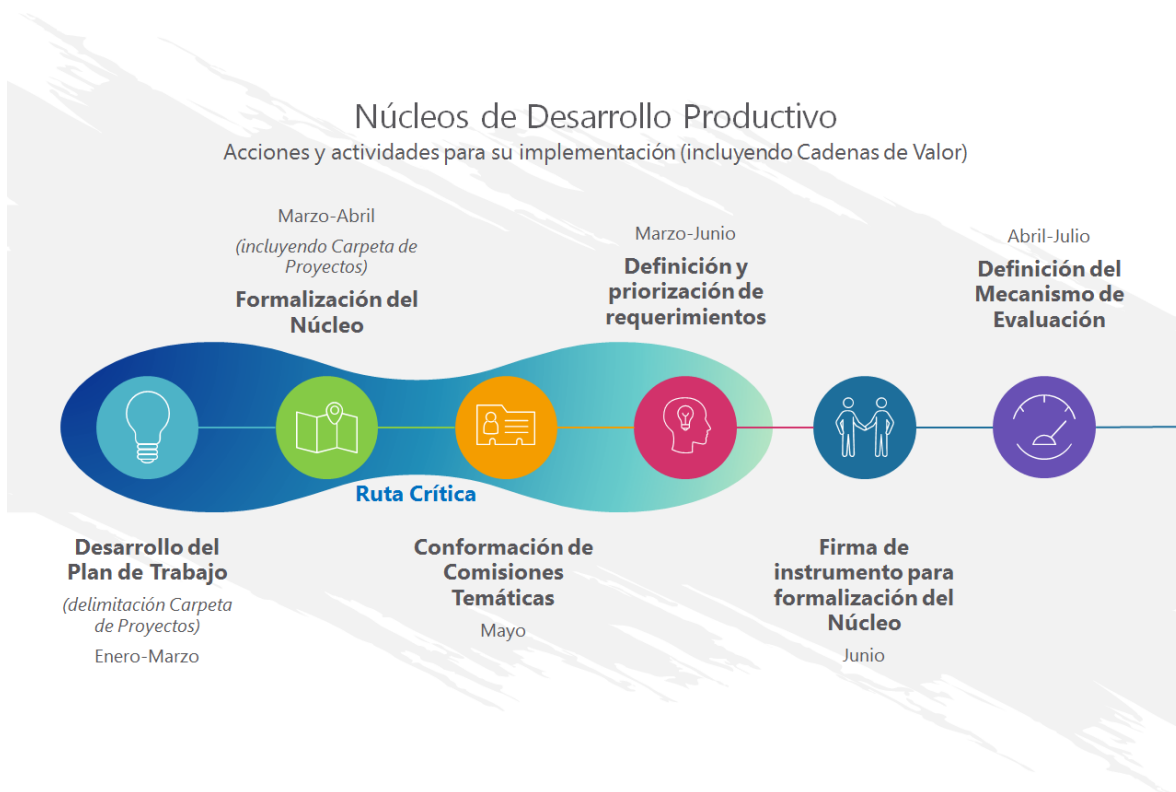 Núcleos de Desarrollo Productivo
Acciones y actividades para su implementación (incluyendo Cadenas de Valor)
Marzo-Abril
(incluyendo Carpeta de
Proyectos)
Formalización del
Núcleo
Marzo-Junio
Definición y
priorización de
requerimientos
Abril-Julio
Definición del
Mecanismo de
Evaluación
Ruta Crítica
Desarrollo del
Plan de Trabajo
(delimitación Carpeta
de Proyectos)
Enero-Marzo
Conformación de
Comisiones
Temáticas
Mayo
Firma de
instrumento para
formalización del
Núcleo
Junio